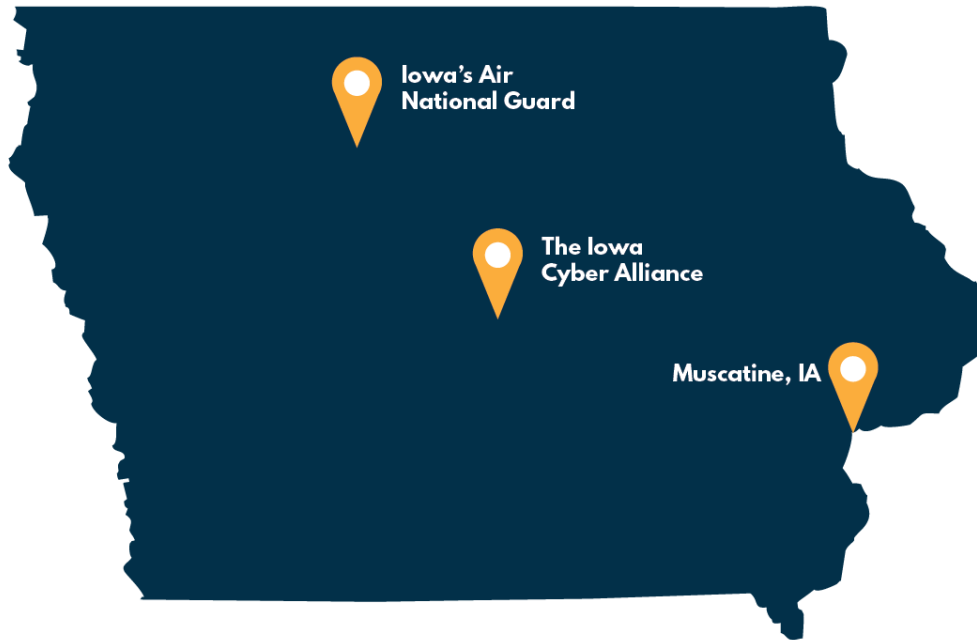 Iowa's Air
National Guard
The Iowa
Cyber Alliance
Muscatine, IA